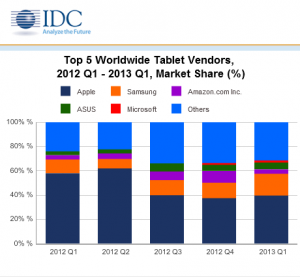 IDC
Analyze the Future
Top 5 Worldwide Tablet Vendors,
2012 Q1 - 2013 Q1, Market Share (%)
Apple Samsung Amazon.com Inc.
ASUS Microsoft Others
100% %
80% %
60 %
40% %
20 %
0% %
2012 Q1 2012 Q2 2012 Q3 2012 Q4 2013 Q1